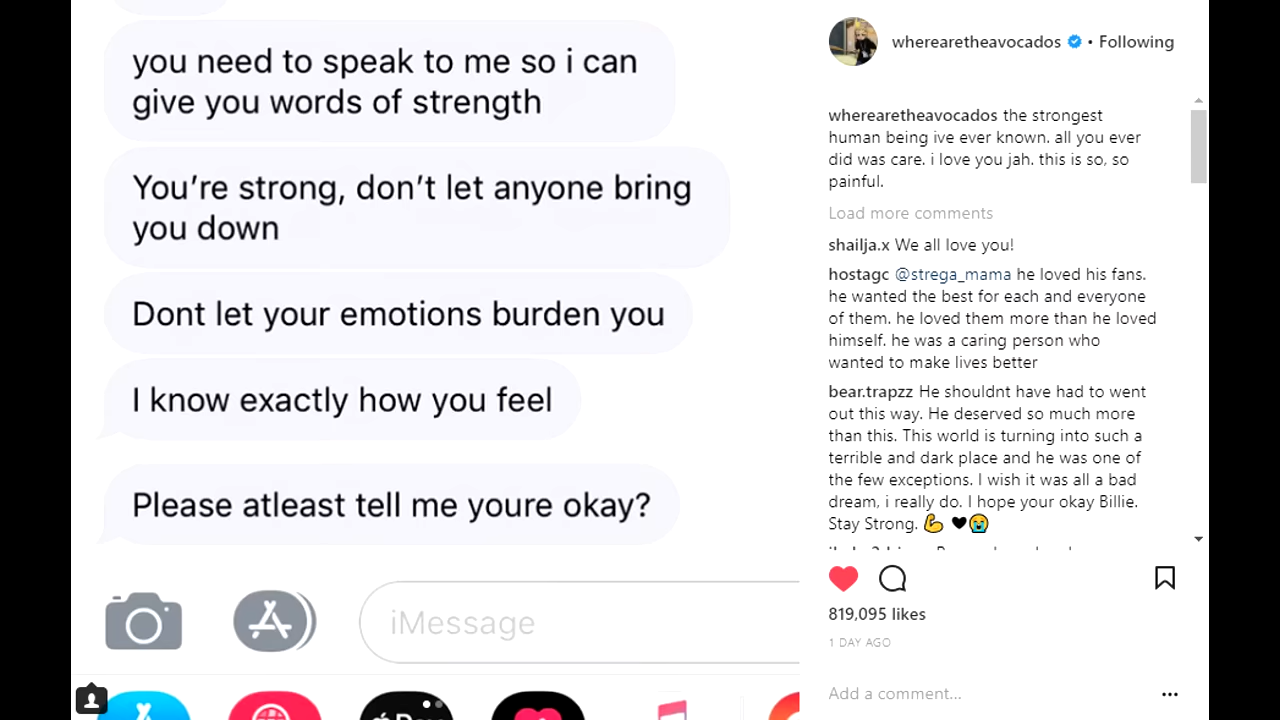 you need to speak to me so i can
give you words of strength
You’re strong, don’t let anyone bring
you down
Dont let your emotions burden you
I know exactly how you feel
Please atleast tell me youre okay?
iMessage
wherearetheavocados • Following
wherearetheavocados the strongest
human being ive ever known. all you ever
did was care. i love you jah. this is so, so
painful.
Load more comments
shailja.x We all love you!
hostagc @strega_mama he loved his fans.
he wanted the best for each and everyone
of them. he loved them more than he loved
himself. he was a caring person who
wanted to make lives better
bear.trapzz He shouldnt have had to went
out this way. He deserved so much more
than this. This world is turning into such a
terrible and dark place and he was one of
the few exceptions. I wish it was all a bad
dream, i really do. I hope your okay Billie.
Stay Strong. 💪 🖤😭
819,095 likes
1 DAY AGO
Add a comment...